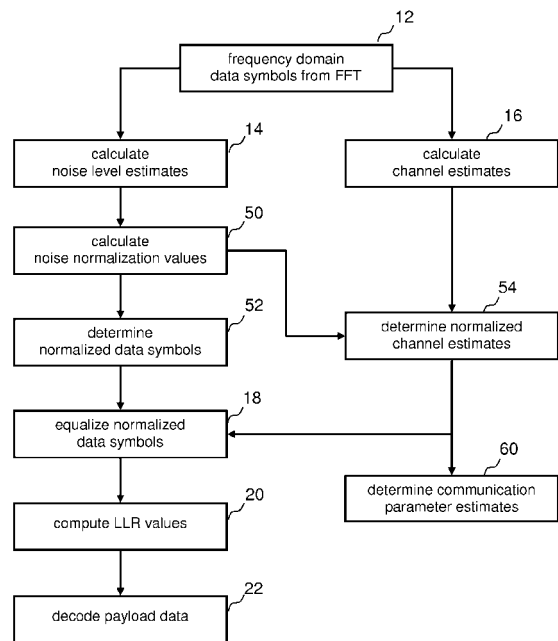 12
frequency domain
data symbols from FFT
14
calculate
noise level estimates
16
calculate
channel estimates
50
calculate
noise normalization values
52
determine
normalized data symbols
54
determine normalized
channel estimates
18
equalize normalized
data symbols
60
determine communication
parameter estimates
20
compute LLR values
22
decode payload data